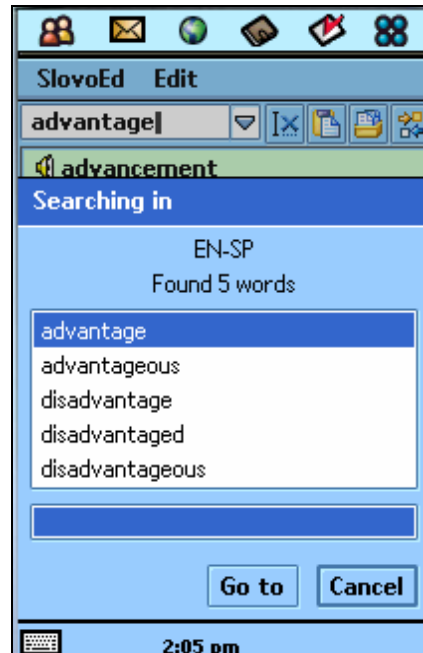 SlovoEd Edit
advantage
advancement
Searching in
EN-SP
Found 5 words
advantage
advantageous
disadvantage
disadvantaged
disadvantageous
Go to Cancel
2:05 pm